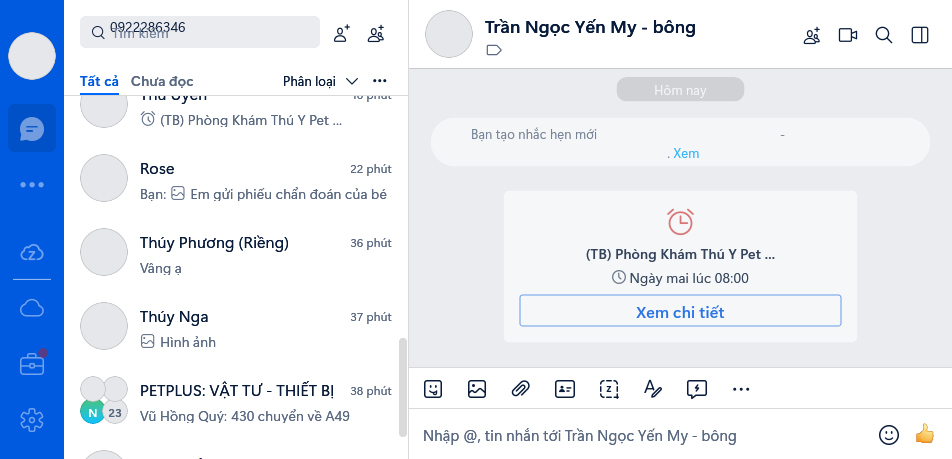 0922286346
Tìm kiếm
Tất cả
Chưa đọc
Phân loại
Thu Uyên
(TB) Phòng Khám Thú Y Pet ...
Rose
22 phút
Bạn: Em gửi phiếu chẩn đoán của bé
Thúy Phương (Riềng)
36 phút
Vâng ạ
Thúy Nga
37 phút
Hình ảnh
PETPLUS: VẬT TƯ - THIẾT BỊ
38 phút
Vũ Hồng Quý: 430 chuyển về A49
N
23
Trần Ngọc Yến My - bông
Hôm nay
Bạn tạo nhắc hẹn mới -
. Xem
(TB) Phòng Khám Thú Y Pet ...
Ngày mai lúc 08:00
Xem chi tiết
Nhập @, tin nhắn tới Trần Ngọc Yến My - bông